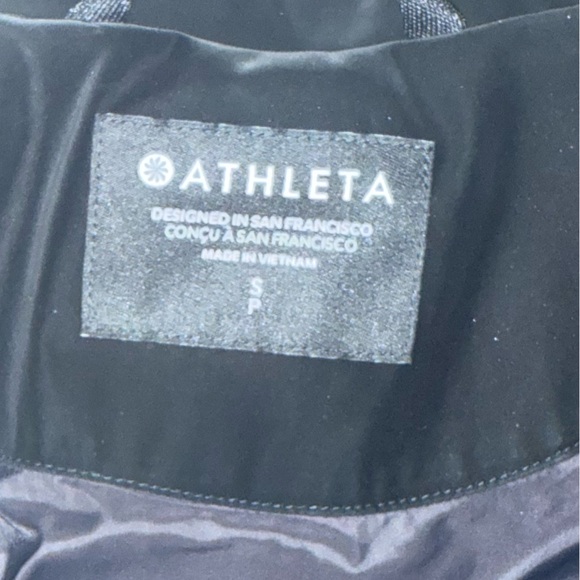 ATHLETA
DESIGNED IN SAN FRANCISCO
CONÇU À SAN FRANCISCO
MADE IN VIETNAM
S
P